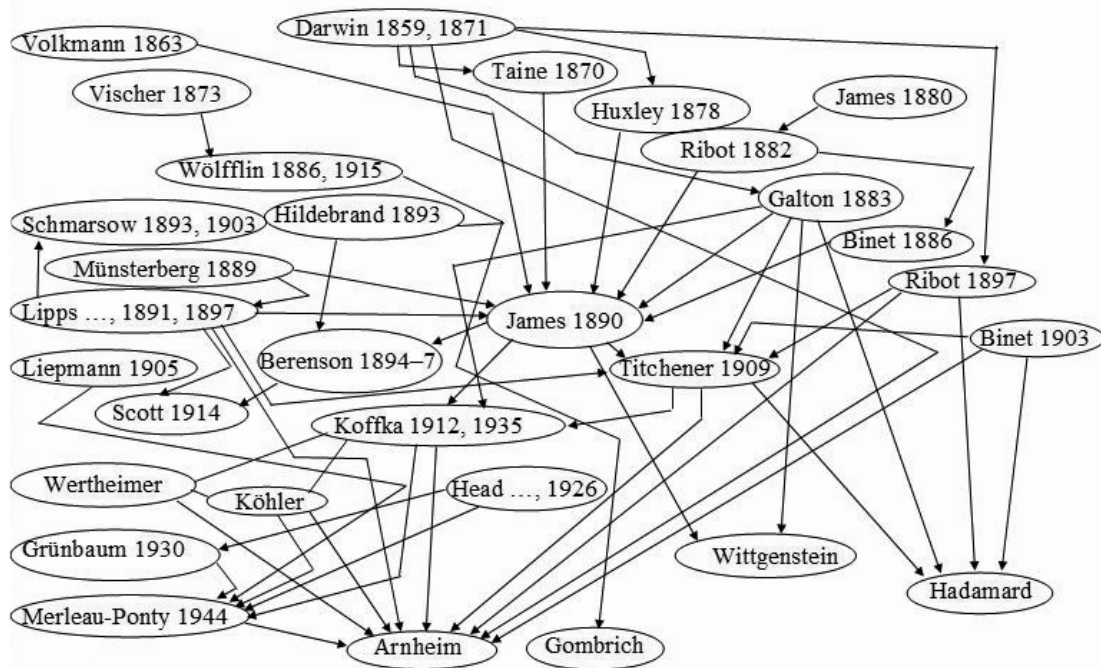 Darwin 1859, 1871
Volkmann 1863
Taine 1870
Vischer 1873
Huxley 1878
James 1880
Ribot 1882
Wölfflin 1886, 1915
Galton 1883
Schmarsow 1893, 1903
Hildebrand 1893
Binet 1886
Münsterberg 1889
Ribot 1897
Lipps …, 1891, 1897
James 1890
Binet 1903
Liepmann 1905
Berenson 1894–7
Titchener 1909
Scott 1914
Koffka 1912, 1935
Wertheimer
Köhler
Head …, 1926
Grünbaum 1930
Wittgenstein
Hadamard
Merleau-Ponty 1944
Arnheim
Gombrich